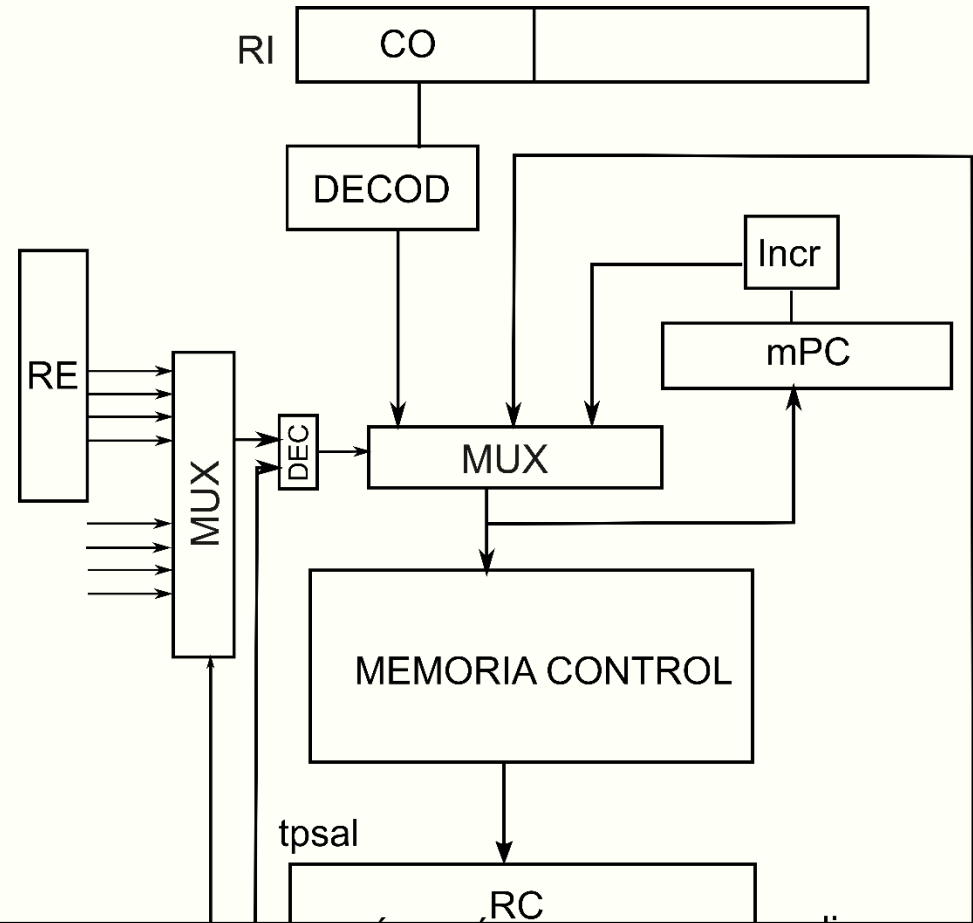 RI
CO
DECOD
Incr
mPC
RE
MUX
DEC
MUX
MEMORIA CONTROL
tpsal
RC